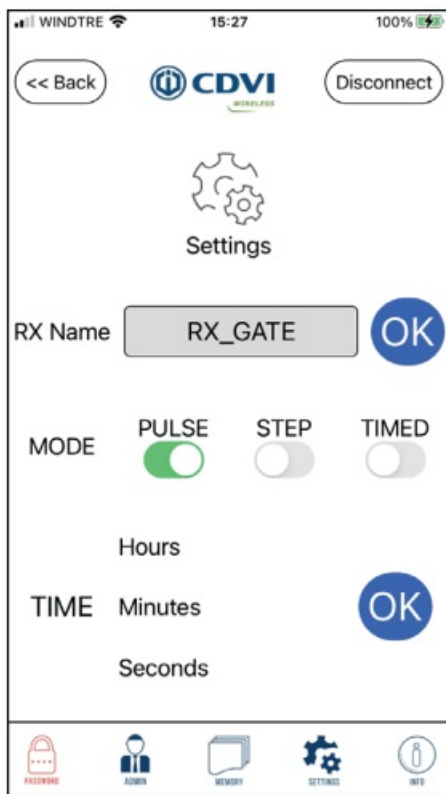 WINDTRE 15:27 100%
<< Back CDVI Disconnect
WIRELESS
Settings
RX Name RX_GATE OK
PULSE STEP TIMED
MODE
Hours
TIME Minutes OK
Seconds
PASSWORD ADMIN MEMORY SETTINGS INFO